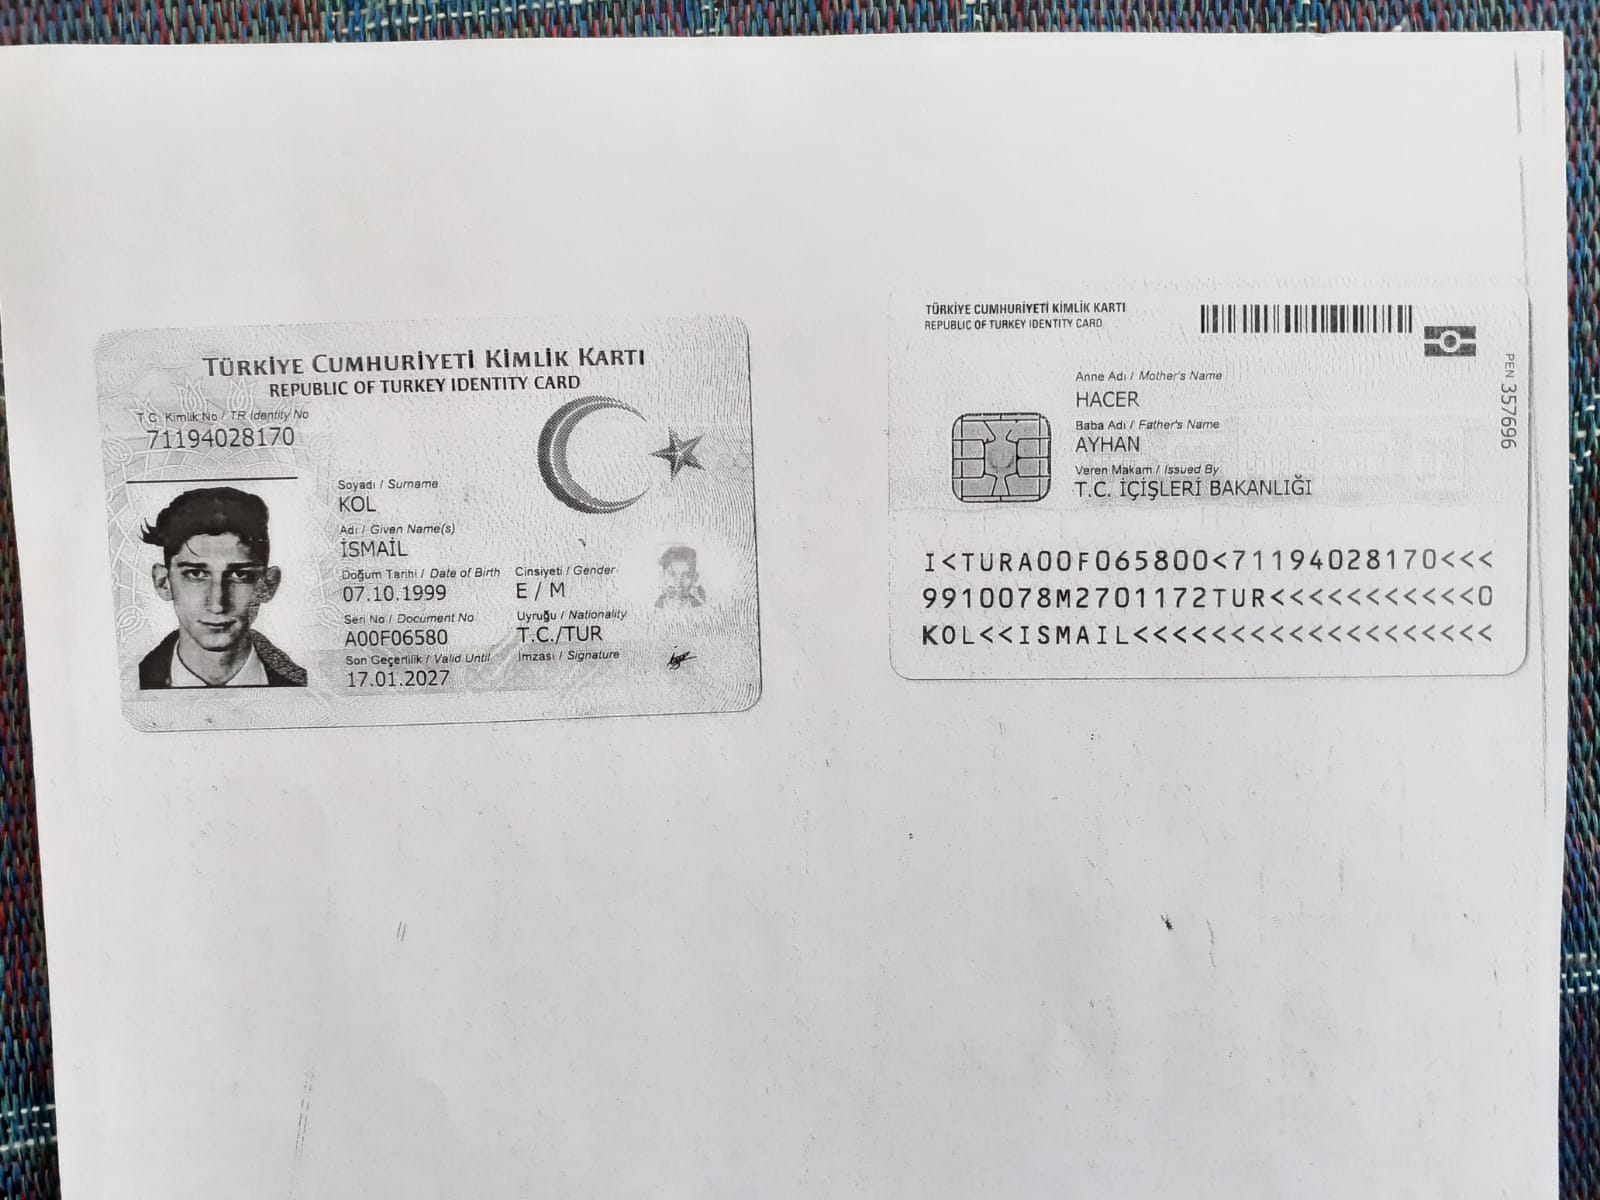 TÜRKİYE CUMHURİYETİ KİMLİK KARTI
REPUBLIC OF TURKEY IDENTITY CARD
T.C. Kimlik No / TR Identity No
71194028170
Soyadı / Surname
KOL
Adı / Given Name(s)
İSMAİL
Doğum Tarihi / Date of Birth Cinsiyeti / Gender
07.10.1999 E / M
Seri No / Document No Uyruğu / Nationality
A00F06580 T.C./TUR
Son Geçerlilik / Valid Until İmzası / Signature
17.01.2027
TÜRKİYE CUMHURİYETİ KİMLİK KARTI
REPUBLIC OF TURKEY IDENTITY CARD
Anne Adı / Mother's Name
HACER
Baba Adı / Father's Name
AYHAN
Veren Makam / Issued By
T.C. İÇİŞLERİ BAKANLIĞI
PEN 357696
I<TURA00F065800<71194028170<<<
9910078M2701172TUR<<<<<<<<<<<0
KOL<<ISMAIL<<<<<<<<<<<<<<<<<<<